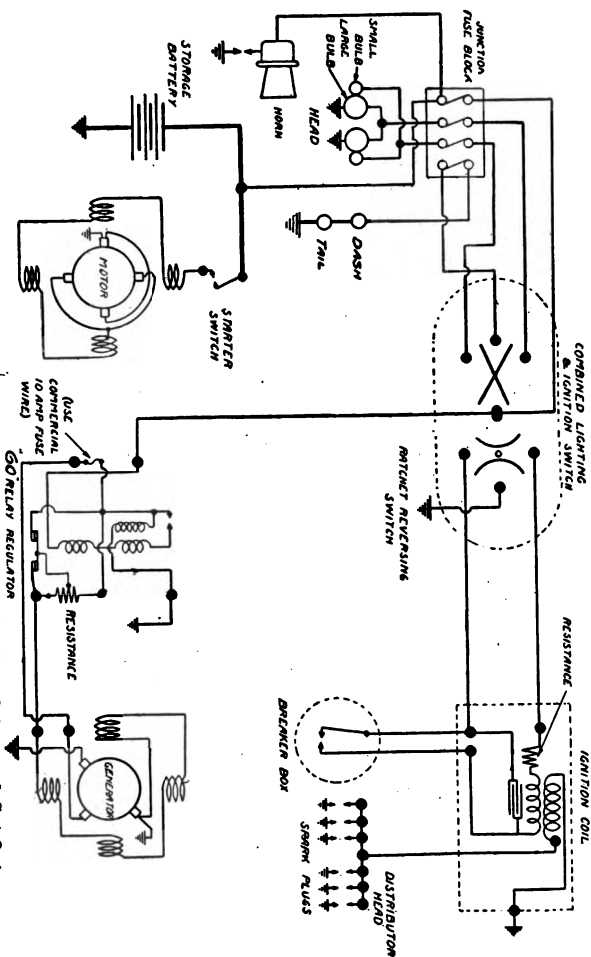 JUNCTION
FUSE BLOCK
SMALL
BULB
LARGE
BULB
HEAD
HORN
STORAGE
BATTERY
DASH
TAIL
MOTOR
STARTER
SWITCH
COMBINED LIGHTING
& IGNITION SWITCH
RATCHET REVERSING
SWITCH
(USE
COMMERCIAL
10 AMP FUSE
WIRE)
"GO" RELAY REGULATOR
RESISTANCE
GENERATOR
RESISTANCE
IGNITION COIL
BREAKER BOX
SPARK PLUGS
DISTRIBUTOR
HEAD